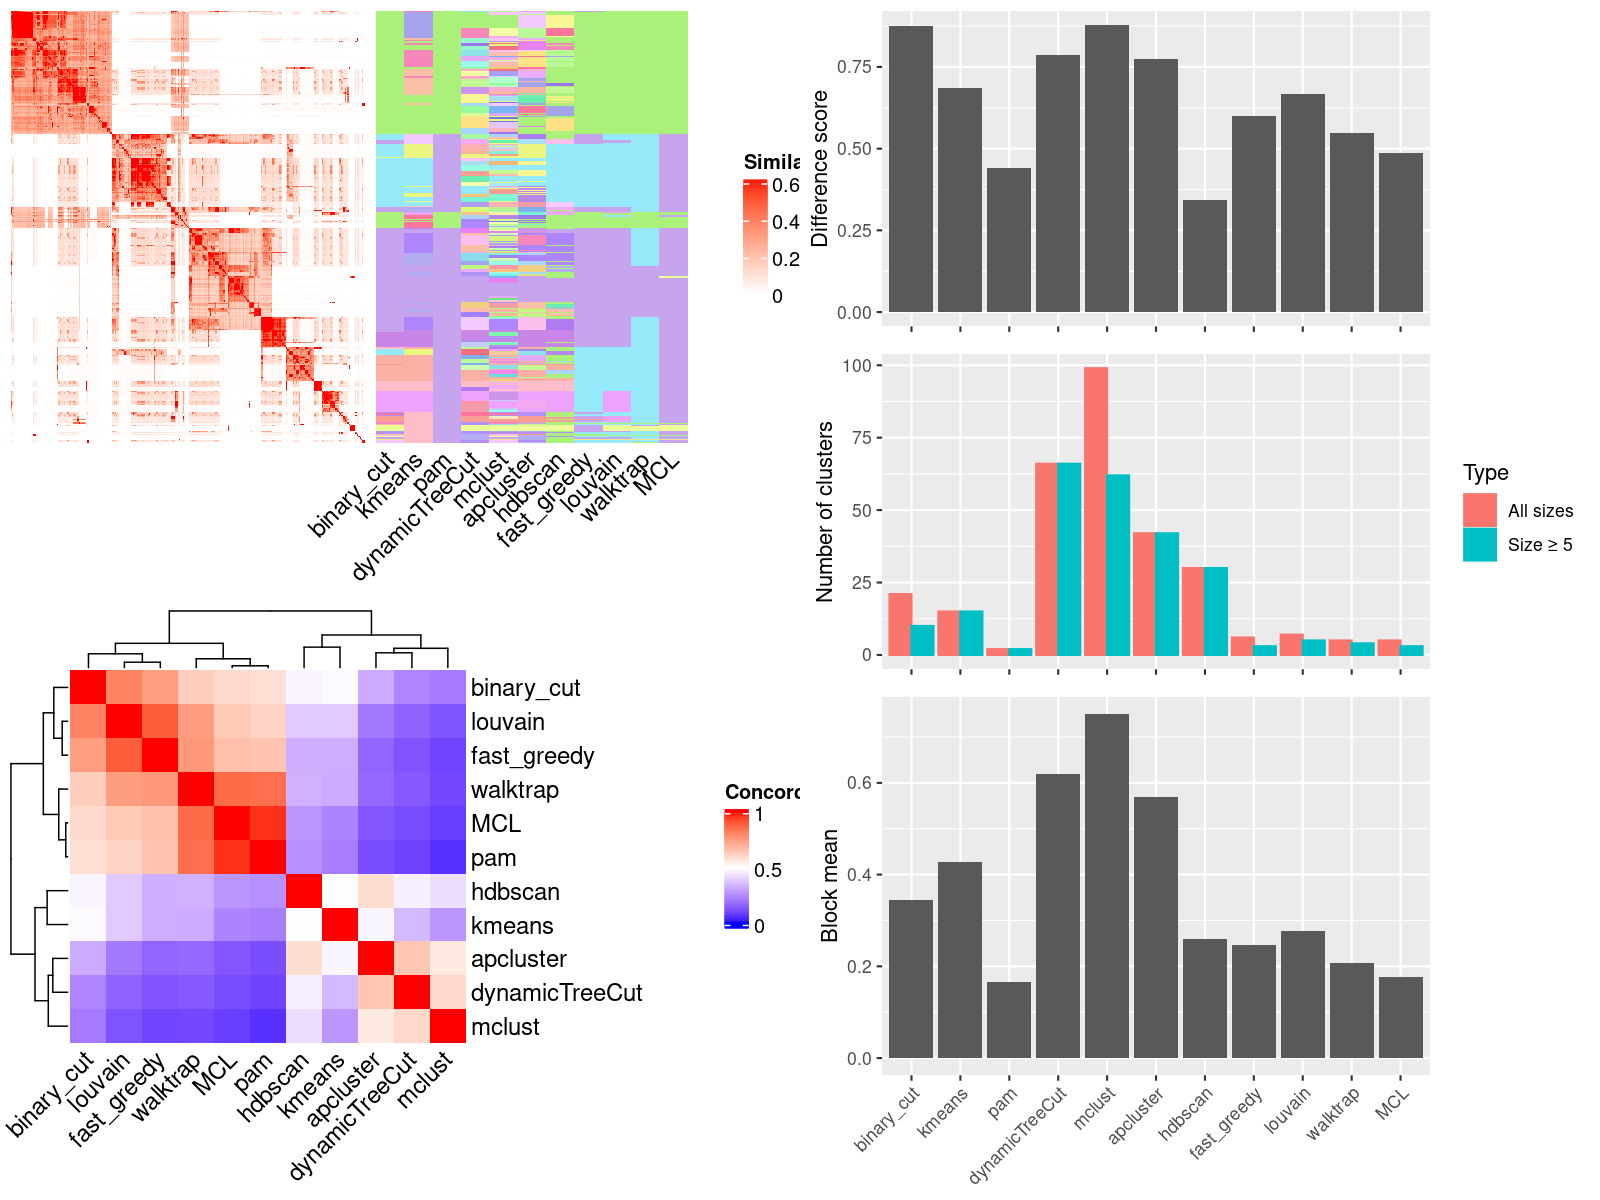 Simila
0.6
0.4
0.2
0
binary_cut
kmeans
pam
dynamicTreeCut
mclust
apcluster
hdbscan
fast_greedy
louvain
walktrap
MCL
binary_cut
louvain
fast_greedy
walktrap
MCL
pam
hdbscan
kmeans
apcluster
dynamicTreeCut
mclust
Concord
1
0.5
0
binary_cut
louvain
fast_greedy
walktrap
MCL
pam
hdbscan
kmeans
apcluster
dynamicTreeCut
mclust
Difference score
0.75
0.50
0.25
0.00
Number of clusters
100
75
50
25
0
Type
All sizes
Size ≥ 5
Block mean
0.6
0.4
0.2
0.0
binary_cut
kmeans
pam
dynamicTreeCut
mclust
apcluster
hdbscan
fast_greedy
louvain
walktrap
MCL